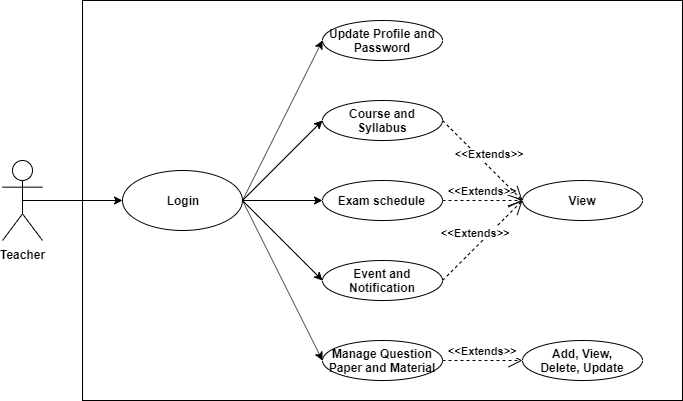 Update Profile and
Password
Course and
Syllabus
<<Extends>>
Teacher
Login
Exam schedule
<<Extends>>
View
<<Extends>>
Event and
Notification
Manage Question
Paper and Material
<<Extends>>
Add, View,
Delete, Update